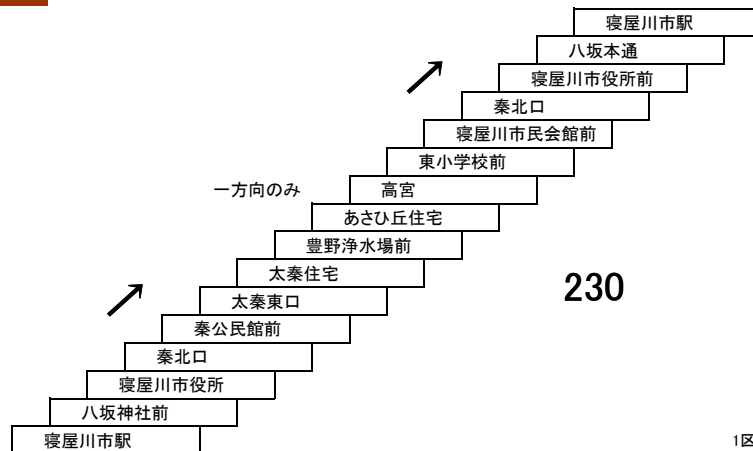 寝屋川市駅
八坂本通
寝屋川市役所前
秦北口
寝屋川市民会館前
東小学校前
一方向のみ 高宮
あさひ丘住宅
豊野浄水場前
太秦住宅
230
太秦東口
秦公民館前
秦北口
寝屋川市役所
八坂神社前
寝屋川市駅
1区